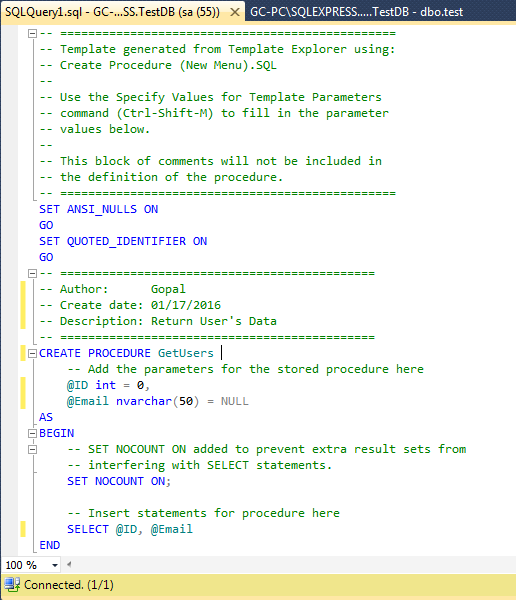 SQLQuery1.sql - GC-...SS.TestDB (sa (55)) GC-PC\SQLEXPRESS.....TestDB - dbo.test
-- ================================================
-- Template generated from Template Explorer using:
-- Create Procedure (New Menu).SQL
--
-- Use the Specify Values for Template Parameters
-- command (Ctrl-Shift-M) to fill in the parameter
-- values below.
--
-- This block of comments will not be included in
-- the definition of the procedure.
-- ================================================
SET ANSI_NULLS ON
GO
SET QUOTED_IDENTIFIER ON
GO
-- =============================================
-- Author:      Gopal
-- Create date: 01/17/2016
-- Description: Return User's Data
-- =============================================
CREATE PROCEDURE GetUsers
    -- Add the parameters for the stored procedure here
    @ID int = 0,
    @Email nvarchar(50) = NULL
AS
BEGIN
    -- SET NOCOUNT ON added to prevent extra result sets from
    -- interfering with SELECT statements.
    SET NOCOUNT ON;
    -- Insert statements for procedure here
    SELECT @ID, @Email
END
100 %
Connected. (1/1)